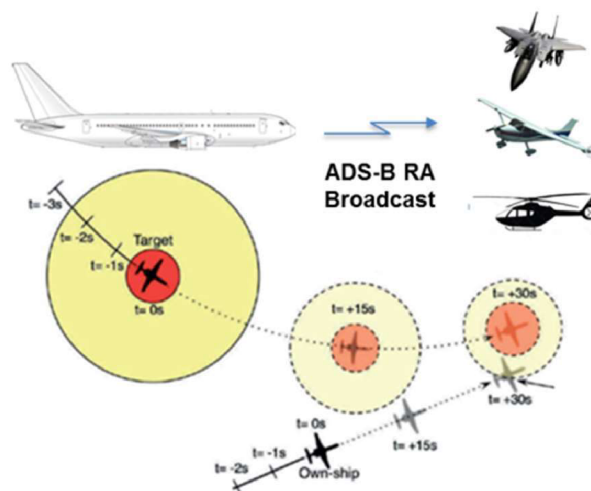 ADS-B RA
Broadcast
t= -3s
t= -2s
t= -1s
Target
t= 0s
t= +15s
t= +30s
t= 0s
t= +15s
t= +30s
t= -1s
t= -2s
Own-ship